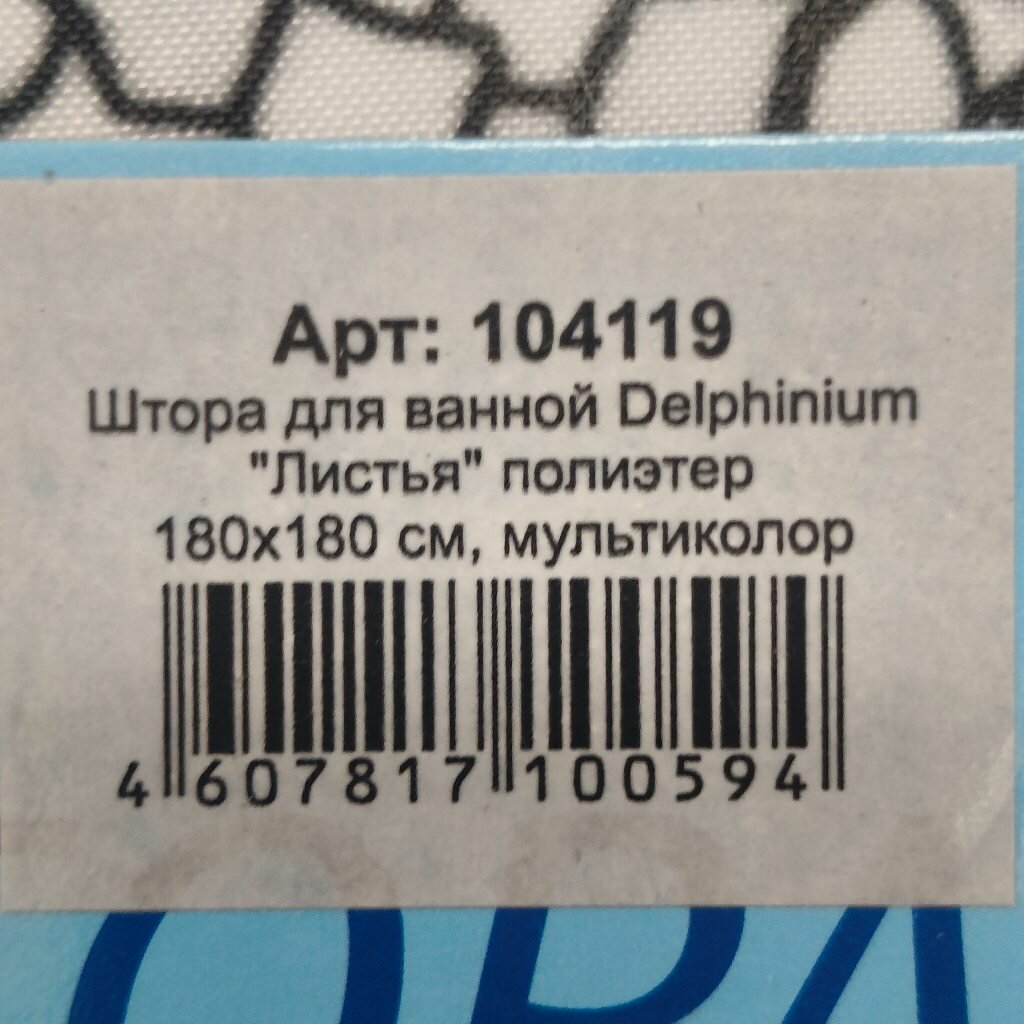 Арт: 104119
Штора для ванной Delphinium
"Листья" полиэтер
180x180 см, мультиколор
4 607817 100594